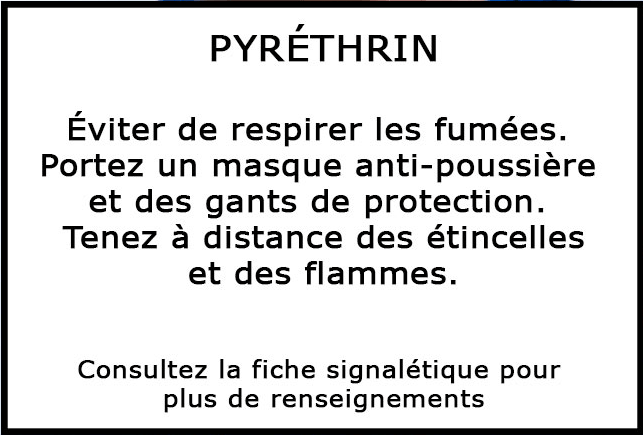 PYRÉTHRIN
Éviter de respirer les fumées.
Portez un masque anti-poussière
et des gants de protection.
Tenez à distance des étincelles
et des flammes.
Consultez la fiche signalétique pour
plus de renseignements